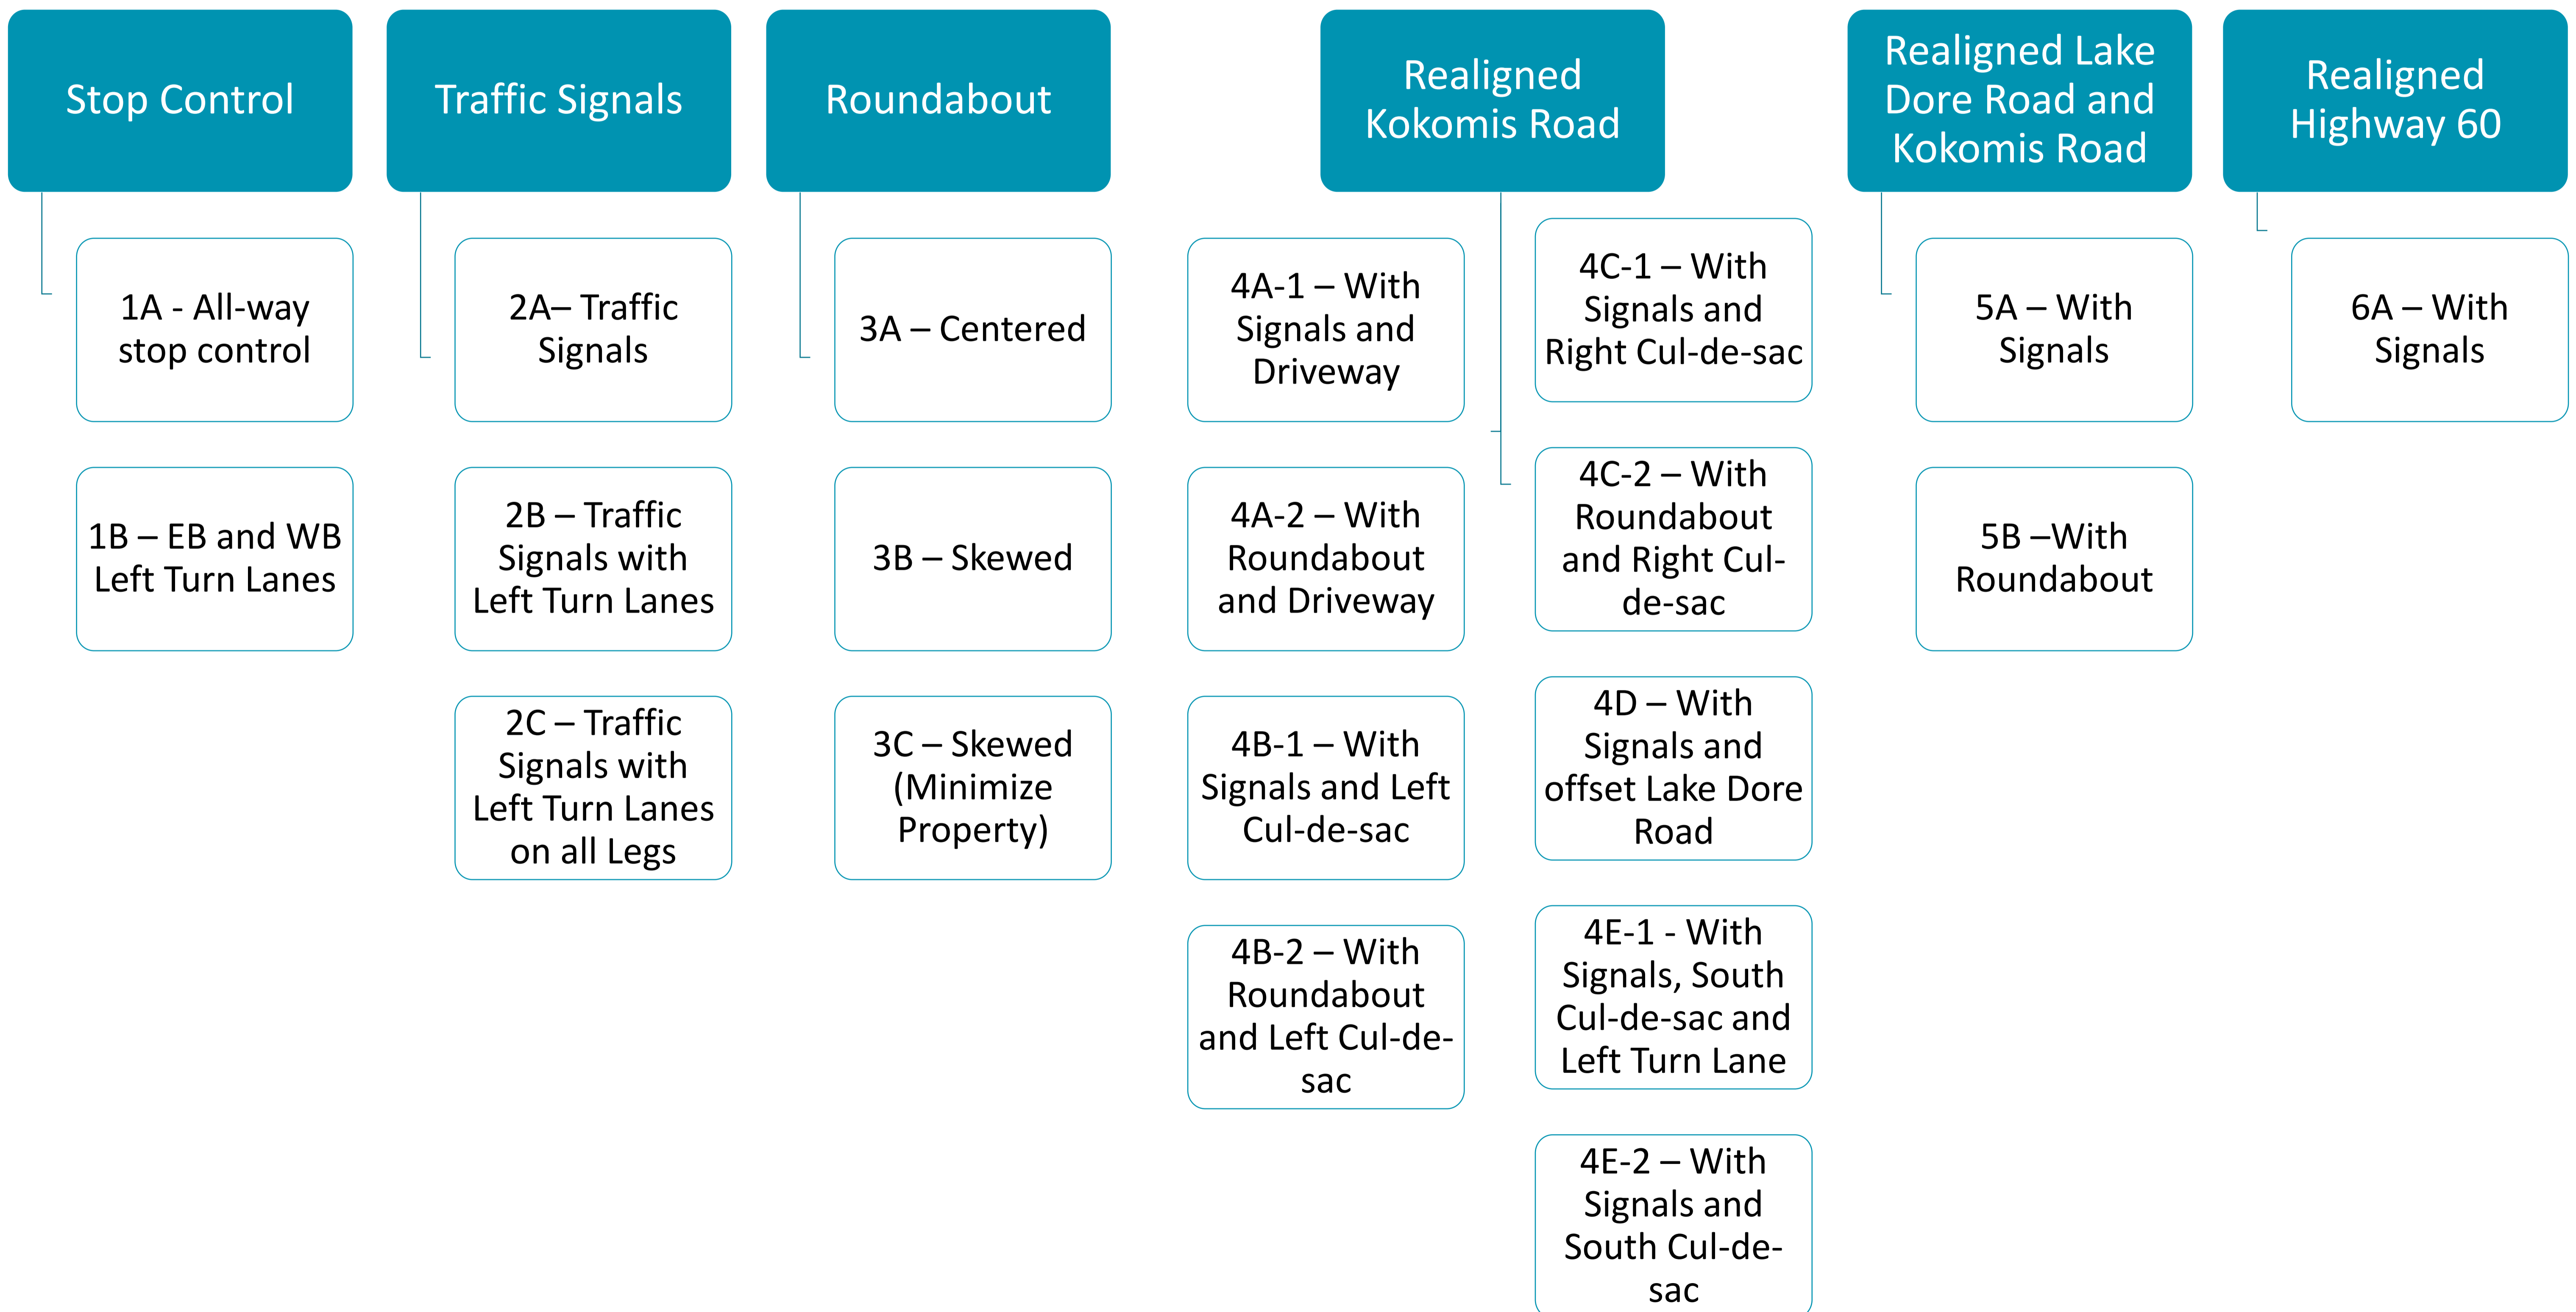 Stop Control
1A - All-way
stop control
1B – EB and WB
Left Turn Lanes
Traffic Signals
2A– Traffic
Signals
2B – Traffic
Signals with
Left Turn Lanes
2C – Traffic
Signals with
Left Turn Lanes
on all Legs
Roundabout
3A – Centered
3B – Skewed
3C – Skewed
(Minimize
Property)
Realigned
Kokomis Road
4A-1 – With
Signals and
Driveway
4A-2 – With
Roundabout
and Driveway
4B-1 – With
Signals and Left
Cul-de-sac
4B-2 – With
Roundabout
and Left Cul-de-
sac
4C-1 – With
Signals and
Right Cul-de-sac
4C-2 – With
Roundabout
and Right Cul-
de-sac
4D – With
Signals and
offset Lake Dore
Road
4E-1 - With
Signals, South
Cul-de-sac and
Left Turn Lane
4E-2 – With
Signals and
South Cul-de-
sac
Realigned Lake
Dore Road and
Kokomis Road
5A – With
Signals
5B –With
Roundabout
Realigned
Highway 60
6A – With
Signals